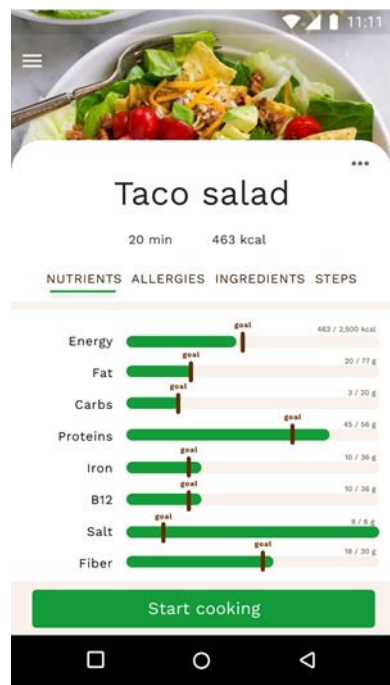 11:11
Taco salad
20 min 463 kcal
NUTRIENTS ALLERGIES INGREDIENTS STEPS
goal 463 / 2,500 kcal
Energy
goal 20 / 77 g
Fat
goal 3 / 20 g
Carbs
goal 45 / 56 g
Proteins
goal 10 / 36 g
Iron
goal 10 / 36 g
B12
goal 8 / 6 g
Salt
goal 18 / 30 g
Fiber
Start cooking